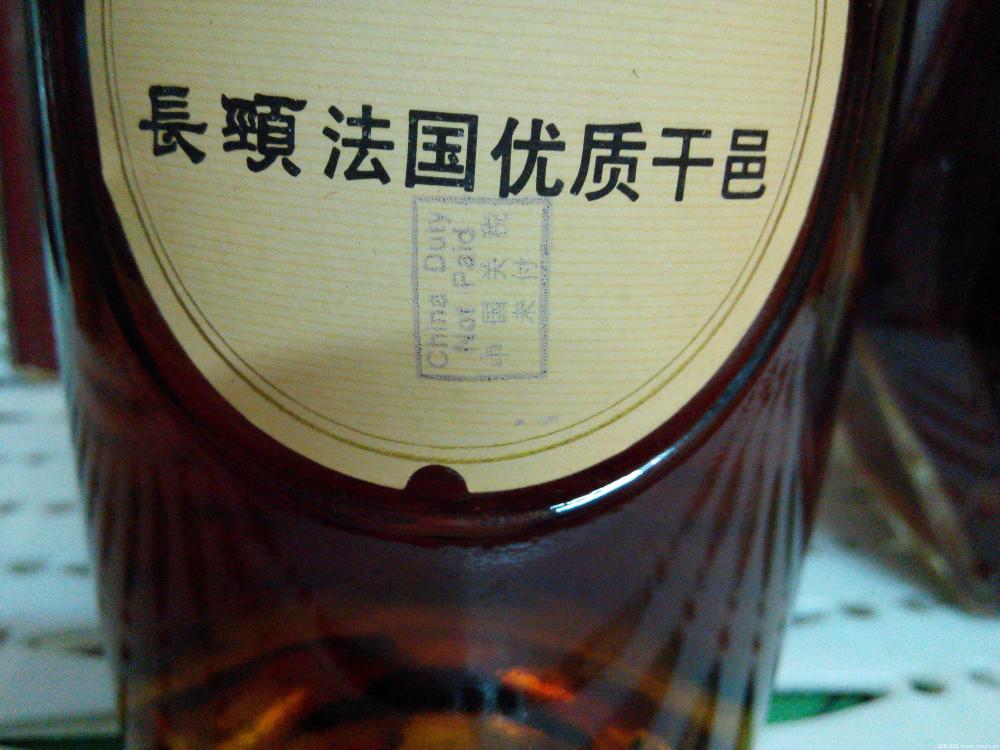 長頸法国优质干邑
China Duty
Not Paid
中国关税
未付